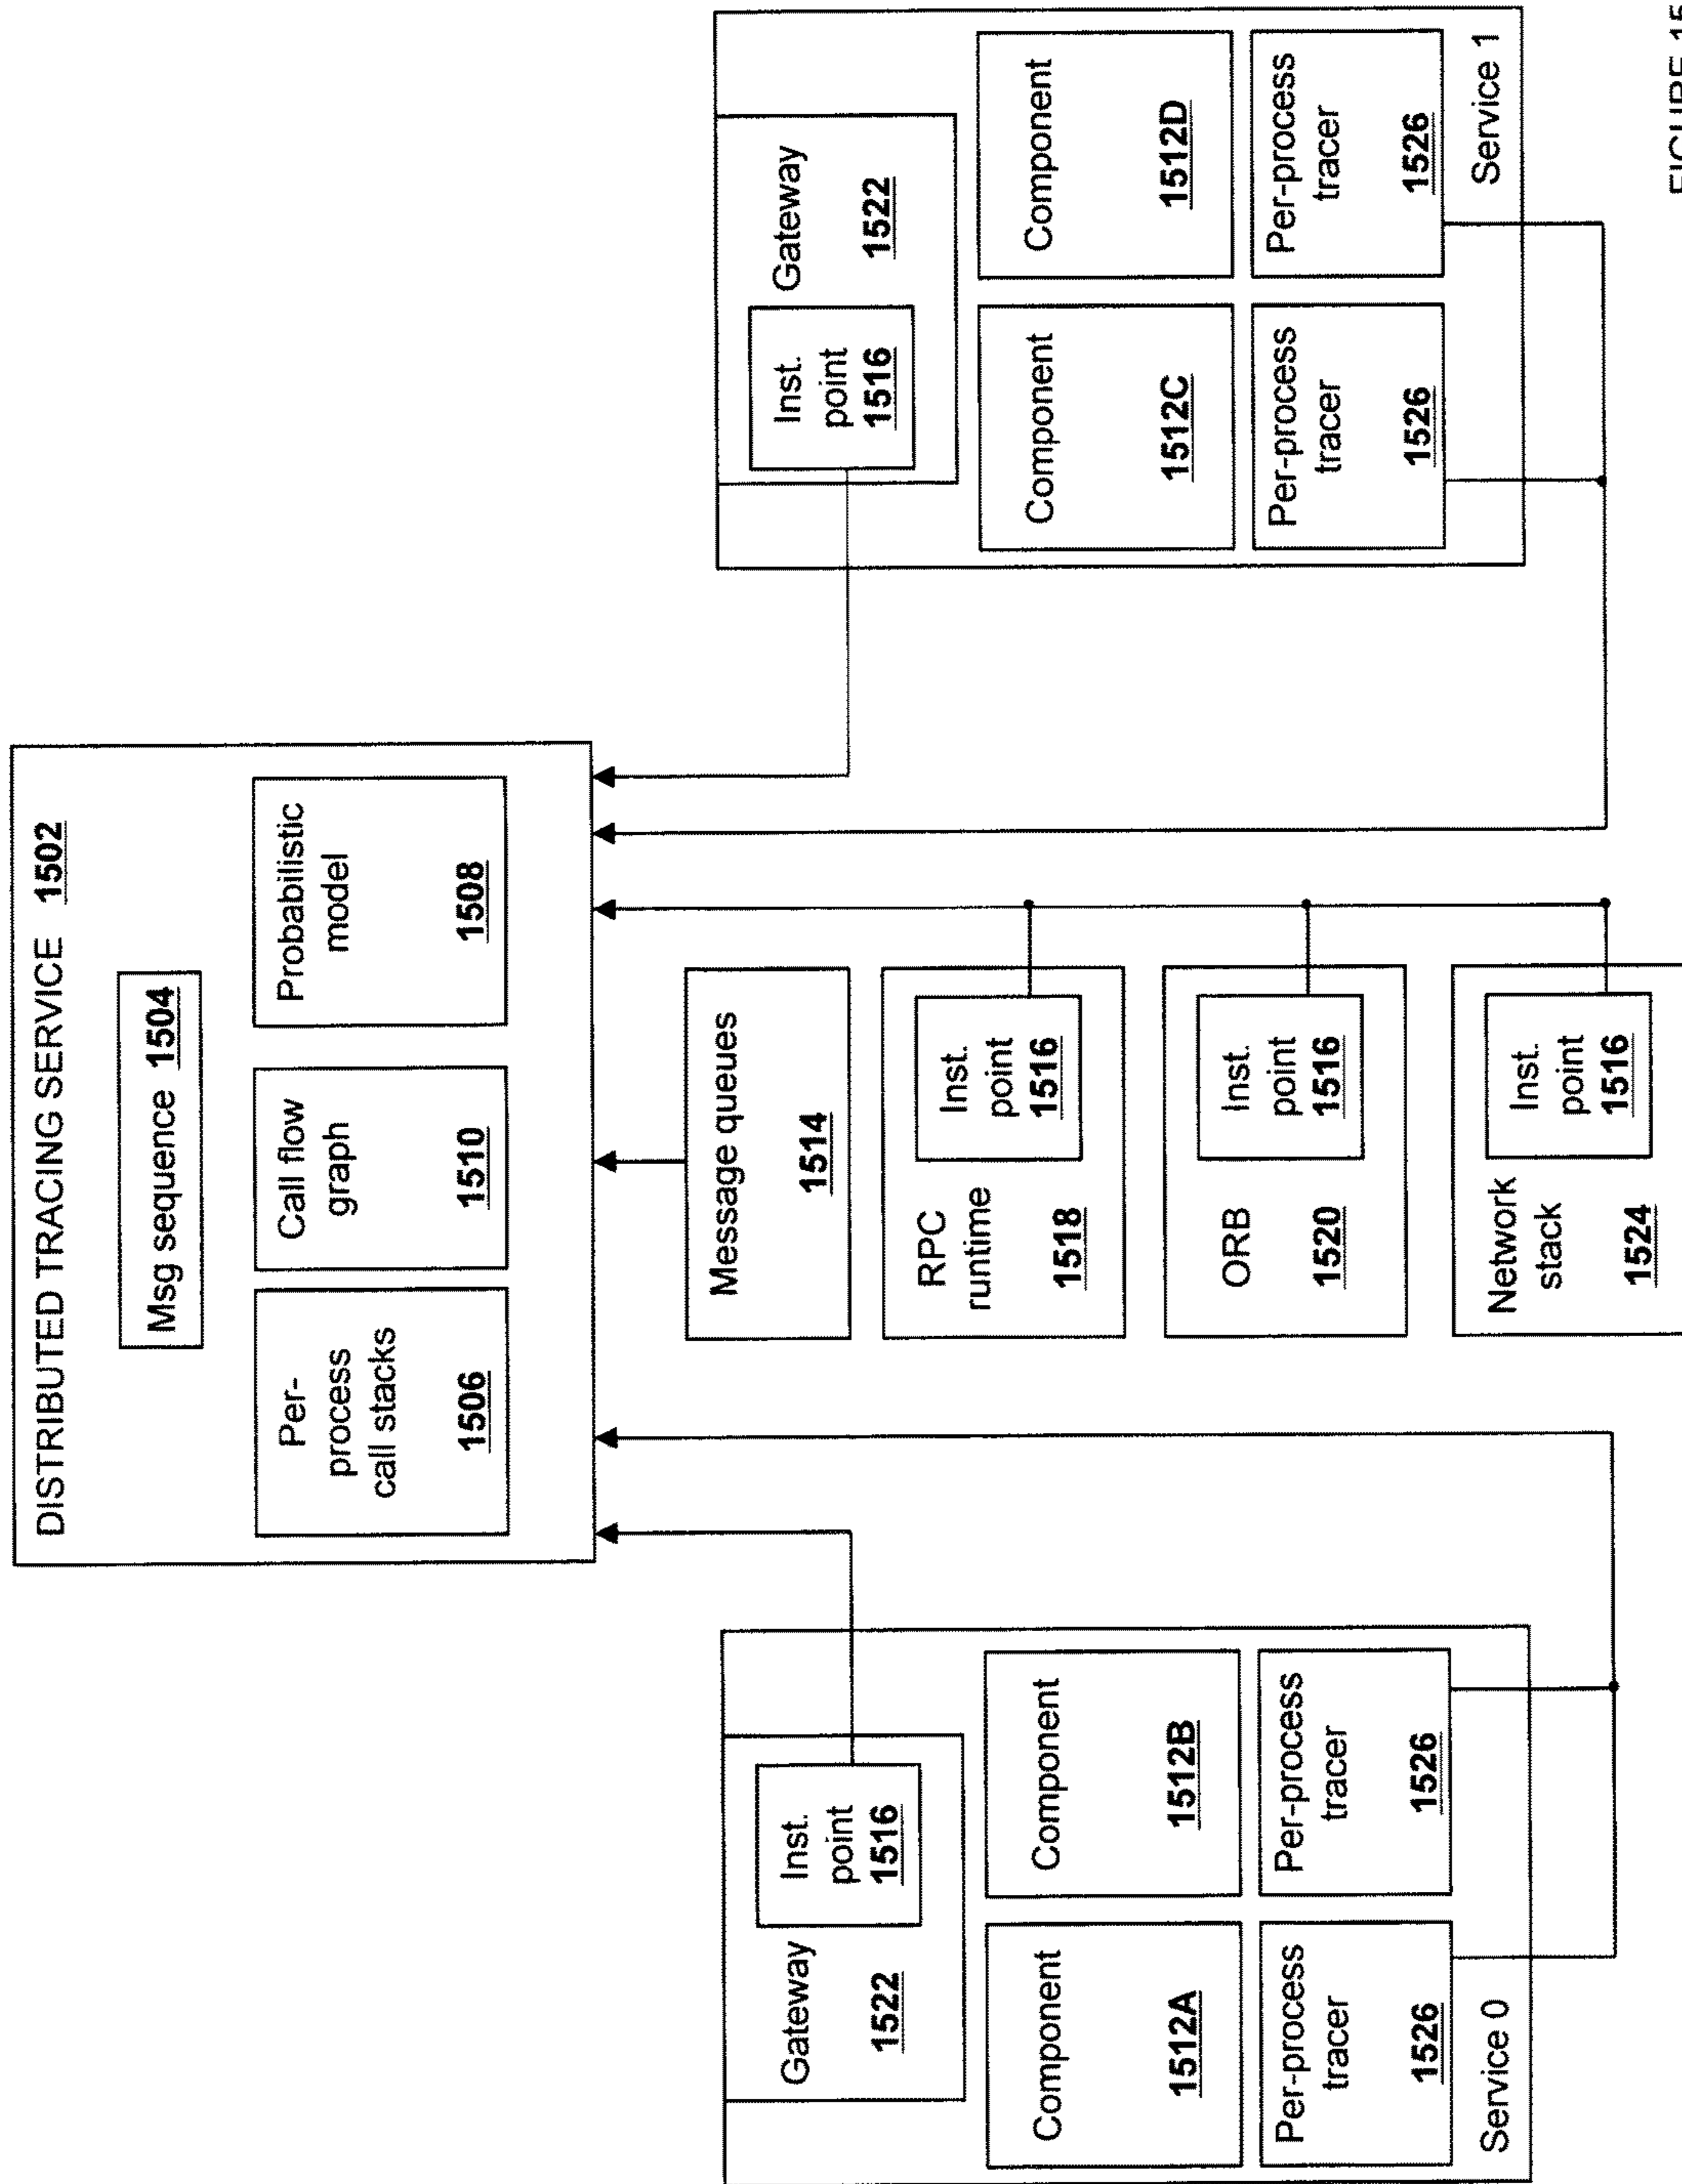 DISTRIBUTED TRACING SERVICE 1502
Msg sequence 1504
Per-
process
call stacks
1506
Call flow
graph
1510
Probabilistic
model
1508
Gateway
1522
Inst.
point
1516
Component
1512A
Component
1512B
Per-process
tracer
1526
Per-process
tracer
1526
Service 0
Message queues
1514
RPC
runtime
1518
Inst.
point
1516
ORB
1520
Inst.
point
1516
Network
stack
1524
Inst.
point
1516
Inst.
point
1516
Gateway
1522
Component
1512C
Component
1512D
Per-process
tracer
1526
Per-process
tracer
1526
Service 1
FIGURE 15